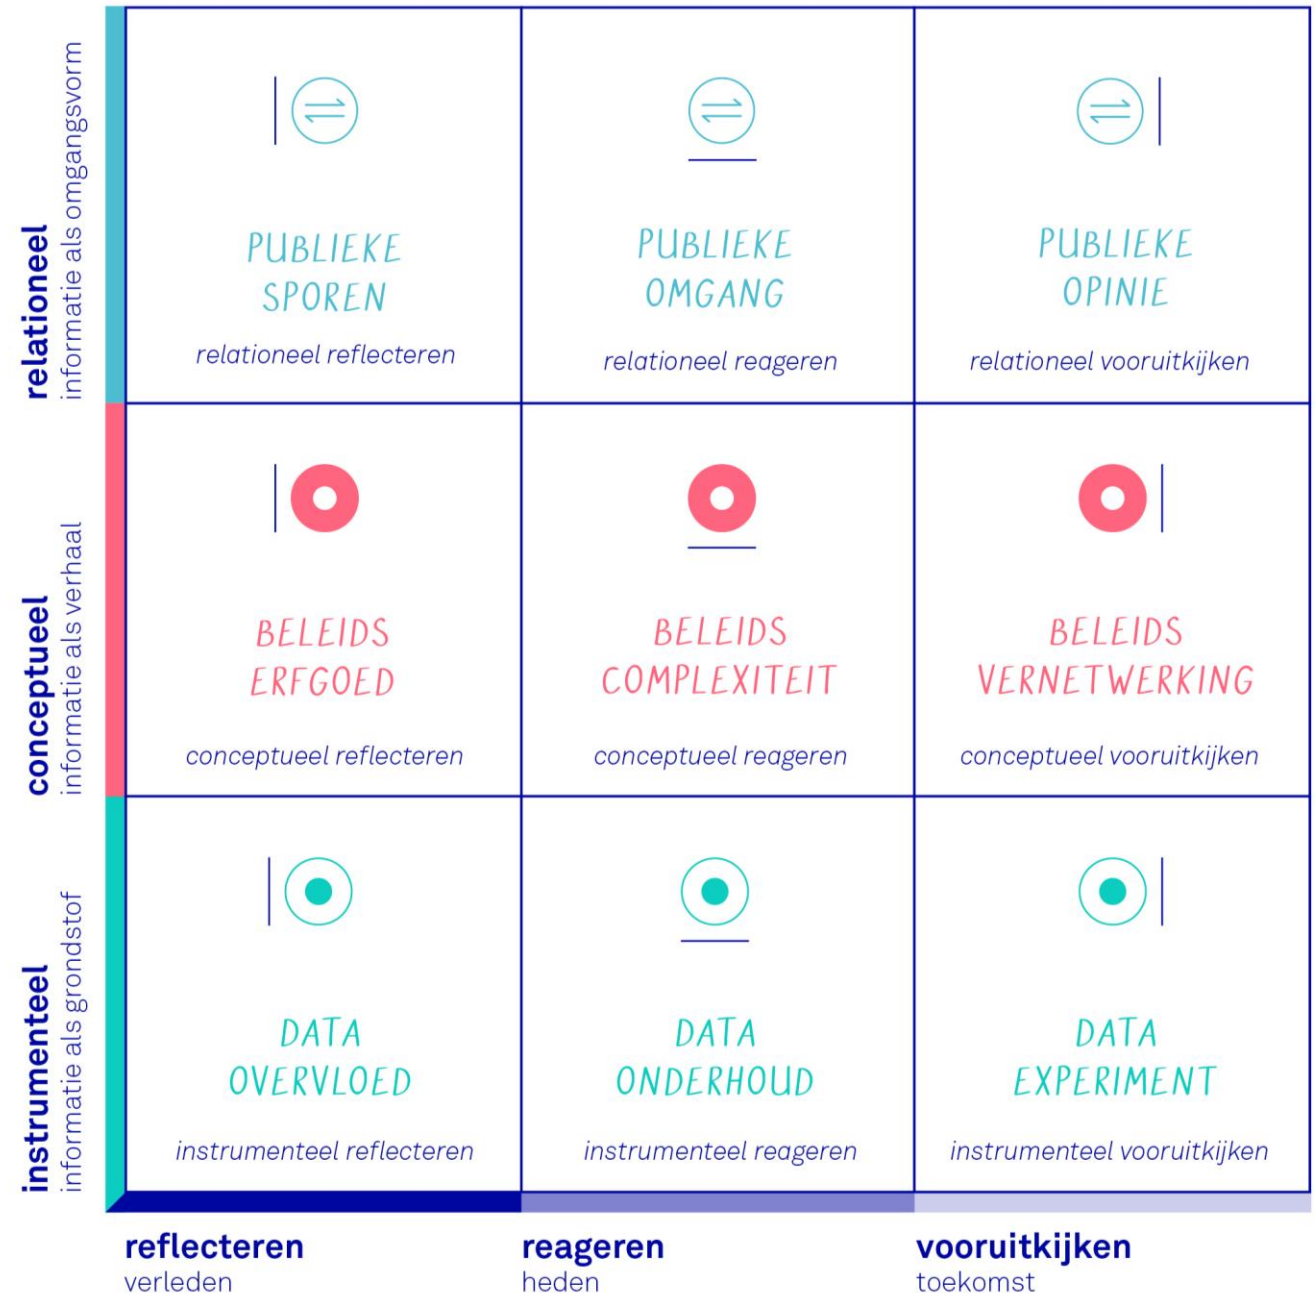 relationeel
informatie als omgangsvorm
PUBLIEKE
SPOREN
relationeel reflecteren
PUBLIEKE
OMGANG
relationeel reageren
PUBLIEKE
OPINIE
relationeel vooruitkijken
conceptueel
informatie als verhaal
BELEIDS
ERFGOED
conceptueel reflecteren
BELEIDS
COMPLEXITEIT
conceptueel reageren
BELEIDS
VERNETWERKING
conceptueel vooruitkijken
instrumenteel
informatie als grondstof
DATA
OVERVLOED
instrumenteel reflecteren
DATA
ONDERHOUD
instrumenteel reageren
DATA
EXPERIMENT
instrumenteel vooruitkijken
reflecteren
verleden
reageren
heden
vooruitkijken
toekomst